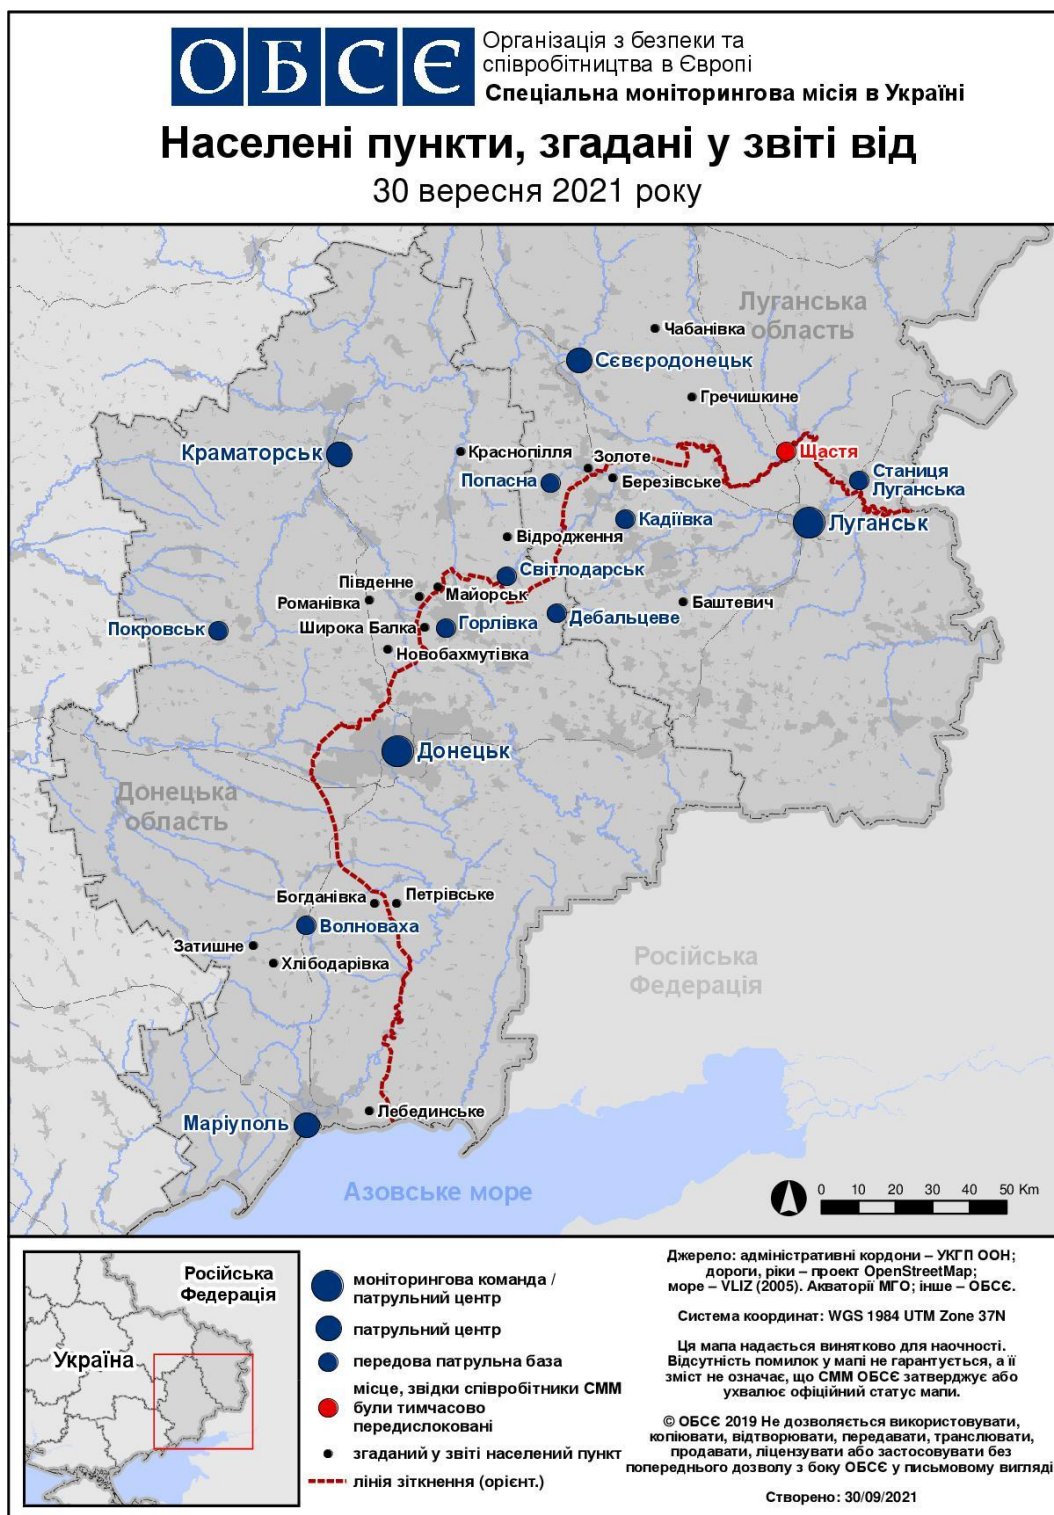 ОБСЄ
Організація з безпеки та
співробітництва в Європі
Спеціальна моніторингова місія в Україні
Населені пункти, згадані у звіті від
30 вересня 2021 року
Луганська
область
Чабанівка
Сєвєродонецьк
Гречишкине
Краматорськ
Краснопілля
Золоте
Щастя
Попасна
Березівське
Станиця
Луганська
Кадіївка
Луганськ
Відродження
Світлодарськ
Південне
Майорськ
Романівка
Баштевич
Дебальцеве
Покровськ
Широка Балка
Горлівка
Новобахмутівка
Донецьк
Донецька
область
Богданівка
Петрівське
Волноваха
Затишне
Хлібодарівка
Російська
Федерація
Лебединське
Маріуполь
Азовське море
0 10 20 30 40 50 Km
Російська
Федерація
Україна
моніторингова команда /
патрульний центр
патрульний центр
передова патрульна база
місце, звідки співробітники СММ
були тимчасово
передислоковані
згаданий у звіті населений пункт
лінія зіткнення (орієнт.)
Джерело: адміністративні кордони – УКГП ООН;
дороги, ріки – проект OpenStreetMap;
море – VLIZ (2005). Акваторії МГО; інше – ОБСЄ.
Система координат: WGS 1984 UTM Zone 37N
Ця мапа надається винятково для наочності.
Відсутність помилок у мапі не гарантується, а її
зміст не означає, що СММ ОБСЄ затверджує або
ухвалює офіційний статус мапи.
© ОБСЄ 2019 Не дозволяється використовувати,
копіювати, відтворювати, передавати, транслювати,
продавати, ліцензувати або застосовувати без
попереднього дозволу з боку ОБСЄ у письмовому вигляді
Створено: 30/09/2021